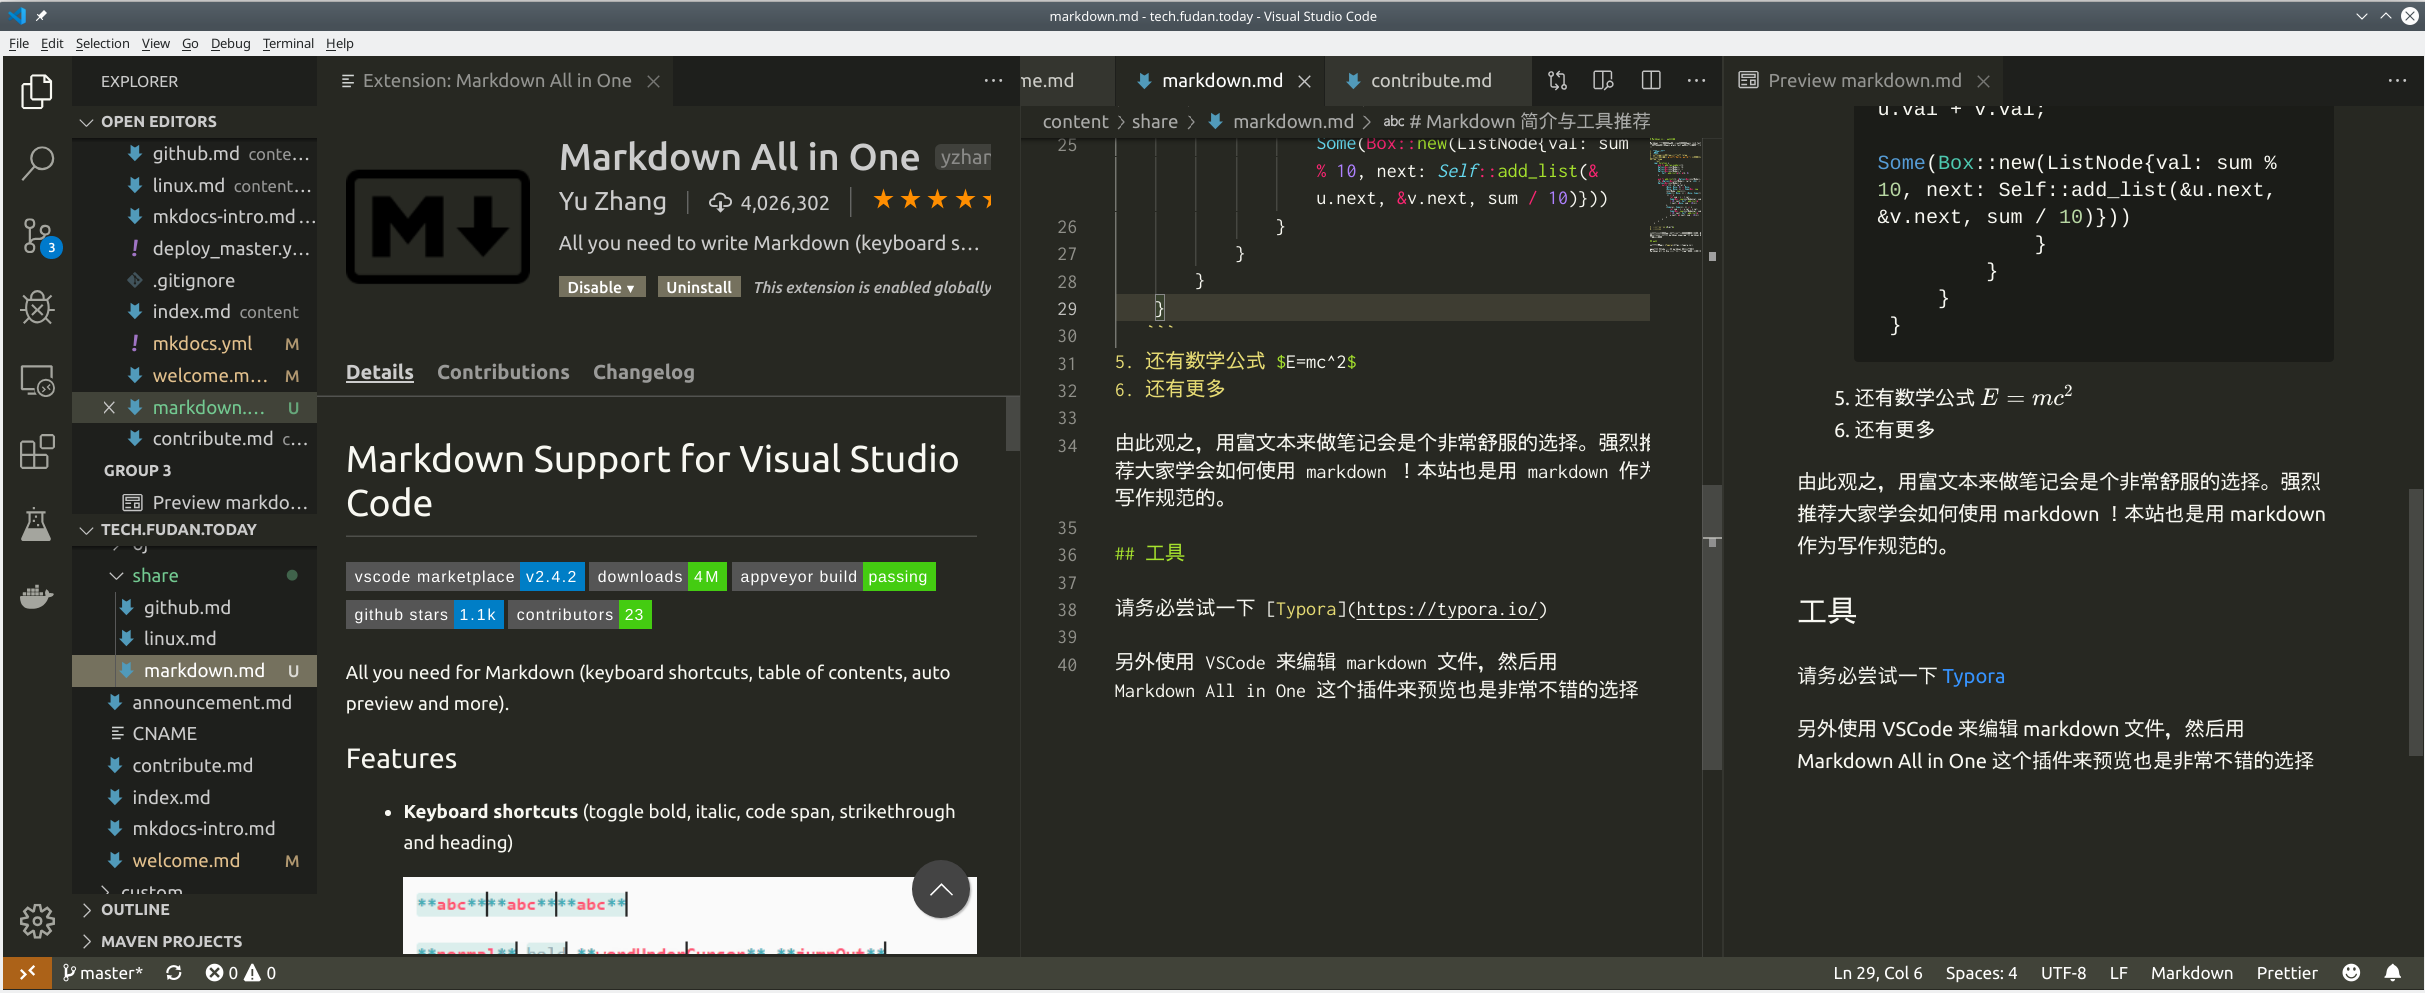 markdown.md - tech.fudan.today - Visual Studio Code
File Edit Selection View Go Debug Terminal Help
EXPLORER
OPEN EDITORS
github.md conte...
linux.md content...
mkdocs-intro.md...
! deploy_master.y...
.gitignore
index.md content
! mkdocs.yml M
welcome.m... M
markdown.... U
contribute.md c...
GROUP 3
Preview markdo...
TECH.FUDAN.TODAY
oj
share
github.md
linux.md
markdown.md U
announcement.md
CNAME
contribute.md
index.md
mkdocs-intro.md
welcome.md M
custom
OUTLINE
MAVEN PROJECTS
3
Extension: Markdown All in One
Markdown All in One yzhan
Yu Zhang | 4,026,302 | ★★★★
All you need to write Markdown (keyboard s...
Disable ▾ Uninstall This extension is enabled globally
Details Contributions Changelog
Markdown Support for Visual Studio
Code
vscode marketplace v2.4.2 downloads 4M appveyor build passing
github stars 1.1k contributors 23
All you need for Markdown (keyboard shortcuts, table of contents, auto
preview and more).
Features
• Keyboard shortcuts (toggle bold, italic, code span, strikethrough
and heading)
**abc****abc****abc**
**normal** bold **wordUnderCursor** **jumpOut**
me.md markdown.md contribute.md
content > share > markdown.md > abc # Markdown 简介与工具推荐
25 Some(Box::new(ListNode{val: sum
% 10, next: Self::add_list(&
u.next, &v.next, sum / 10)}))
26 }
27 }
28 }
29 }
30 ```
31 5. 还有数学公式 $E=mc^2$
32 6. 还有更多
33
34 由此观之，用富文本来做笔记会是个非常舒服的选择。强烈推
荐大家学会如何使用 markdown ！本站也是用 markdown 作为
写作规范的。
35
36 ## 工具
37
38 请务必尝试一下 [Typora](https://typora.io/)
39
40 另外使用 VSCode 来编辑 markdown 文件，然后用
Markdown All in One 这个插件来预览也是非常不错的选择
Preview markdown.md
u.val + v.val;
Some(Box::new(ListNode{val: sum %
10, next: Self::add_list(&u.next,
&v.next, sum / 10)}))
}
}
}
}
5. 还有数学公式 E = mc²
6. 还有更多
由此观之，用富文本来做笔记会是个非常舒服的选择。强烈
推荐大家学会如何使用 markdown ！本站也是用 markdown
作为写作规范的。
工具
请务必尝试一下 Typora
另外使用 VSCode 来编辑 markdown 文件，然后用
Markdown All in One 这个插件来预览也是非常不错的选择
master* 0 0 Ln 29, Col 6 Spaces: 4 UTF-8 LF Markdown Prettier